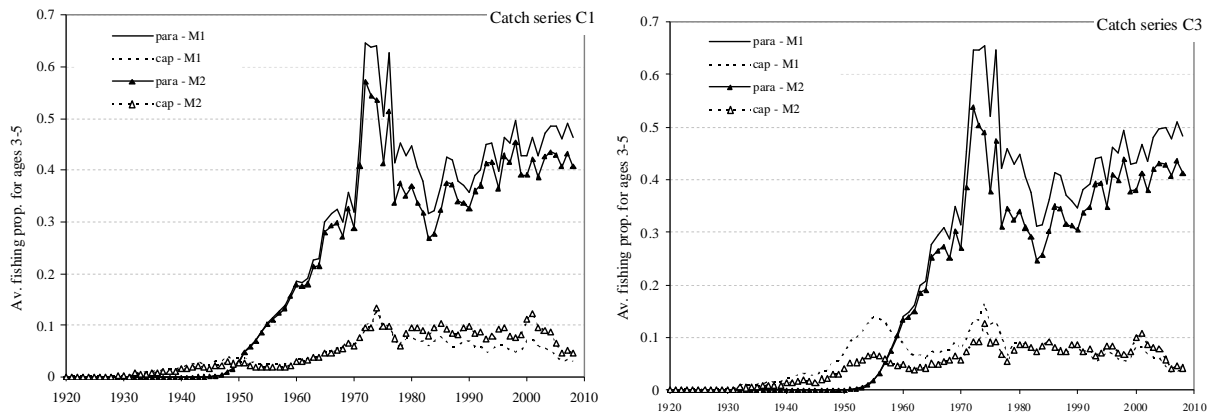 Catch series C1
Av. fishing prop. for ages 3-5
0.7
0.6
0.5
0.4
0.3
0.2
0.1
0
para - M1
cap - M1
para - M2
cap - M2
1920 1930 1940 1950 1960 1970 1980 1990 2000 2010
Catch series C3
Av. fishing prop. for ages 3-5
0.7
0.6
0.5
0.4
0.3
0.2
0.1
0
para - M1
cap - M1
para - M2
cap - M2
1920 1930 1940 1950 1960 1970 1980 1990 2000 2010